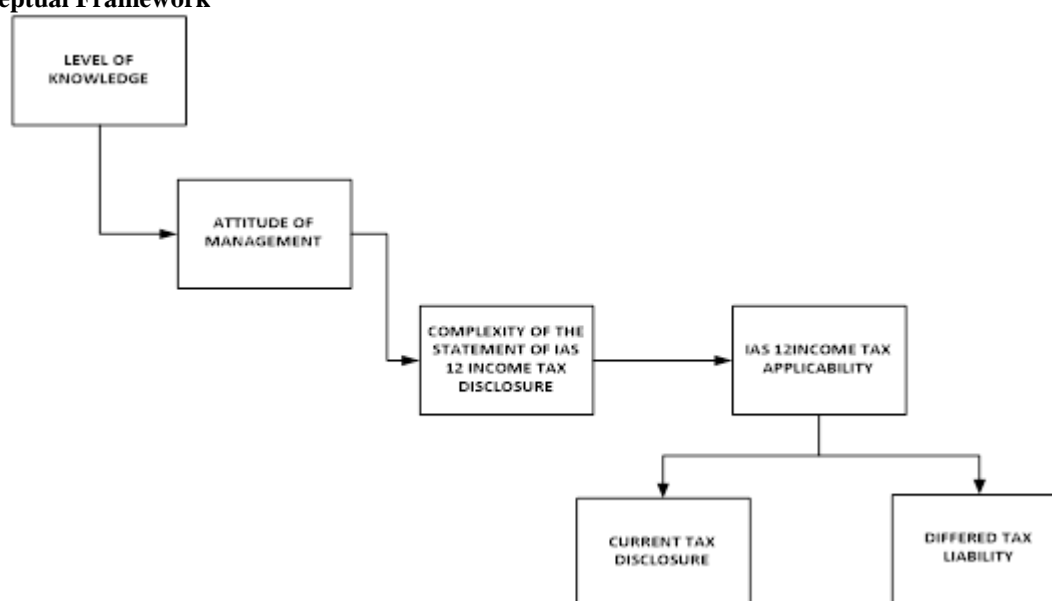 eptual Framework
LEVEL OF
KNOWLEDGE
ATTITUDE OF
MANAGEMENT
COMPLEXITY OF THE
STATEMENT OF IAS
12 INCOME TAX
DISCLOSURE
IAS 12INCOME TAX
APPLICABILITY
CURRENT TAX
DISCLOSURE
DIFFERED TAX
LIABILITY